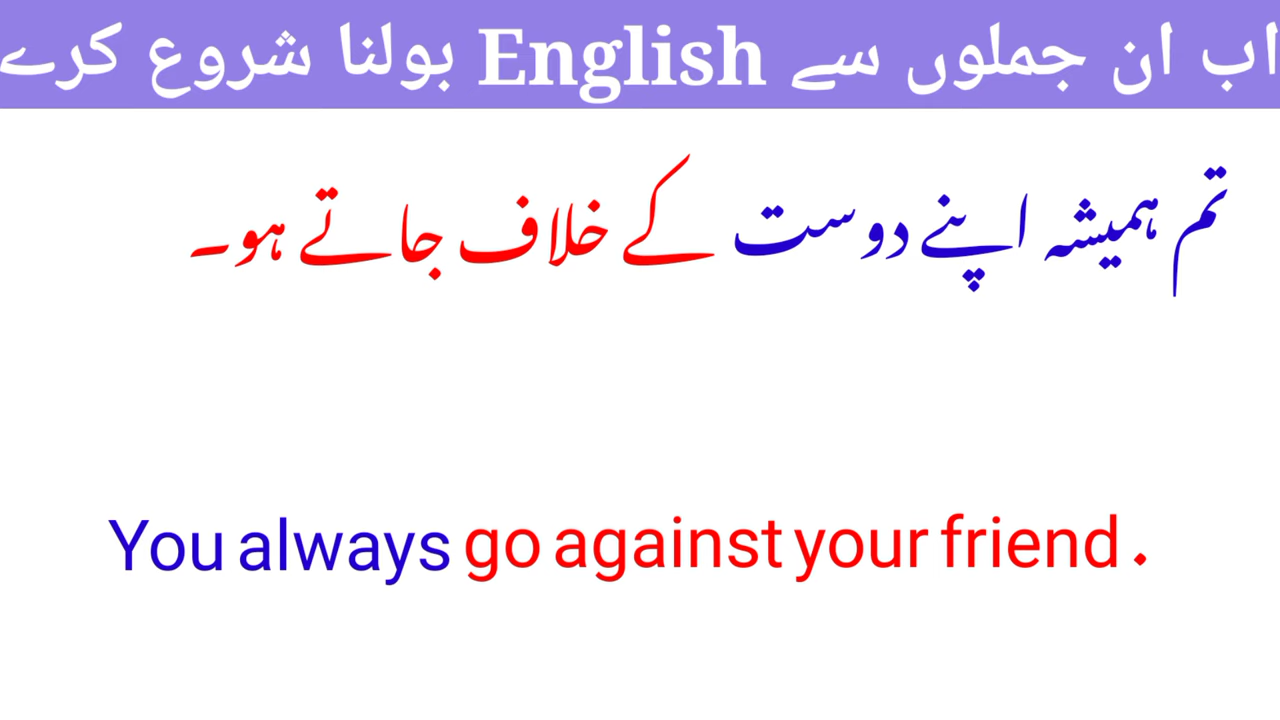 اب ان جملوں سے English بولنا شروع کرے
تم ہمیشہ اپنے دوست کے خلاف جاتے ہو۔
You always go against your friend.